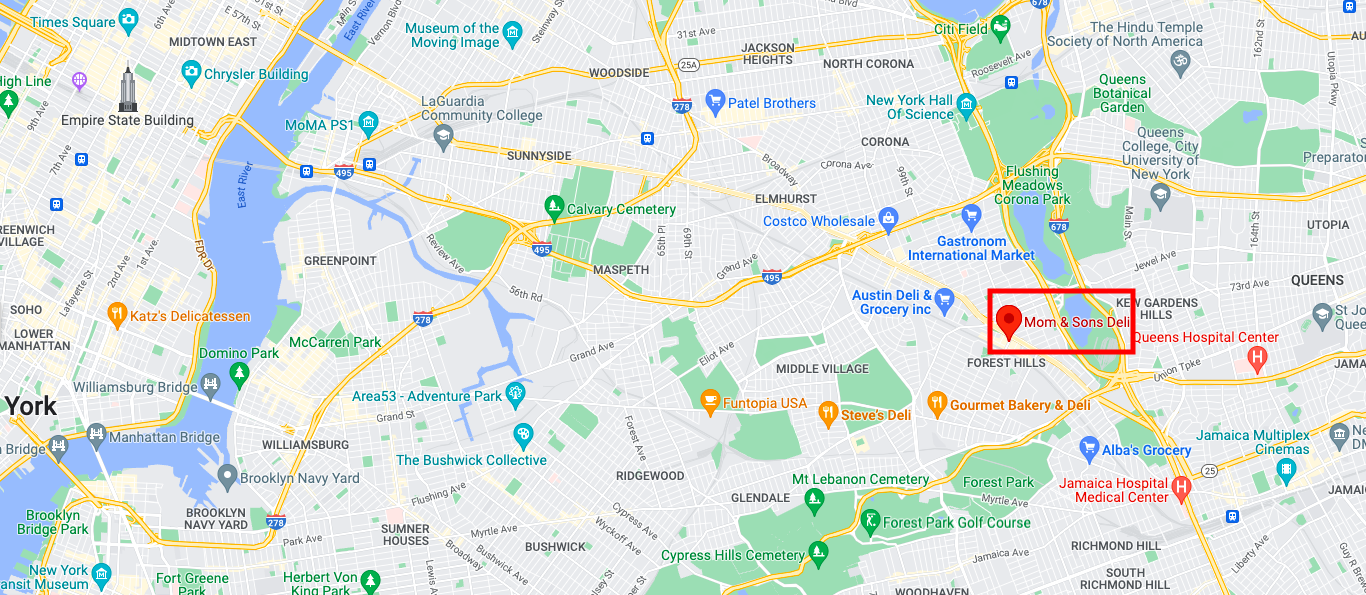 Times Square
6th Ave
E 57th St
MIDTOWN EAST
Main St
Vernon Blvd
East River
Museum of the
Moving Image
Steinway St
31st Ave
25A
JACKSON
HEIGHTS
NORTH CORONA
Citi Field
678
Roosevelt Ave
The Hindu Temple
Society of North America
162nd St
Utopia Pkwy
High Line
Chrysler Building
9th Ave
Empire State Building
7th Ave
WOODSIDE
LaGuardia
Community College
MoMA PS1
278
Patel Brothers
New York Hall
Of Science
Queens
Botanical
Garden
Queens
College, City
University of
New York
SUNNYSIDE
CORONA
Broadway
Corona Ave
99th St
495
East River
ELMHURST
Flushing
Meadows
Corona Park
Calvary Cemetery
Costco Wholesale
Gastronom
International Market
678
Main St
164th St
UTOPIA
Jewel Ave
73rd Ave
QUEENS
65th Pl
69th St
Grand Ave
495
495
MASPETH
Review Ave
GREENPOINT
FDR Dr
1st Ave
2nd Ave
Lafayette St
SOHO
LOWER
MANHATTAN
Katz's Delicatessen
56th Rd
278
Austin Deli &
Grocery inc
Mom & Sons Deli
KEW GARDENS
HILLS
Queens Hospital Center
Union Tpke
FOREST HILLS
Domino Park
McCarren Park
Grand Ave
Eliot Ave
MIDDLE VILLAGE
Williamsburg Bridge
York
Manhattan Bridge
Area53 - Adventure Park
Grand St
Funtopia USA
Steve's Deli
Gourmet Bakery & Deli
Forest Ave
WILLIAMSBURG
The Bushwick Collective
Alba's Grocery
Jamaica Multiplex
Cinemas
25
RIDGEWOOD
Brooklyn Navy Yard
Flushing Ave
GLENDALE
Mt Lebanon Cemetery
Forest Park
Myrtle Ave
Jamaica Hospital
Medical Center
Brooklyn
Bridge Park
BROOKLYN
NAVY YARD
278
Park Ave
SUMNER
HOUSES
Myrtle Ave
Broadway
Bushwick Ave
Wyckoff Ave
Cypress Ave
BUSHWICK
Forest Park Golf Course
Cypress Hills Cemetery
Jamaica Ave
RICHMOND HILL
Liberty Ave
SOUTH
RICHMOND HILL
WOODHAVEN
New York
Transit Museum
Fort Greene
Park
Herbert Von
King Park